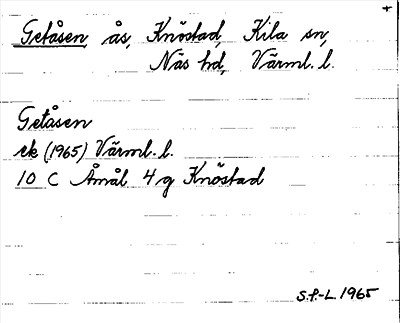 +
Getåsen, ås, Knöstad, Kila sn,
Näs hd, Värml. l.
Getåsen
ek (1965) Värml. l.
10 C Åmål 4 g Knöstad
S.P.-L. 1965